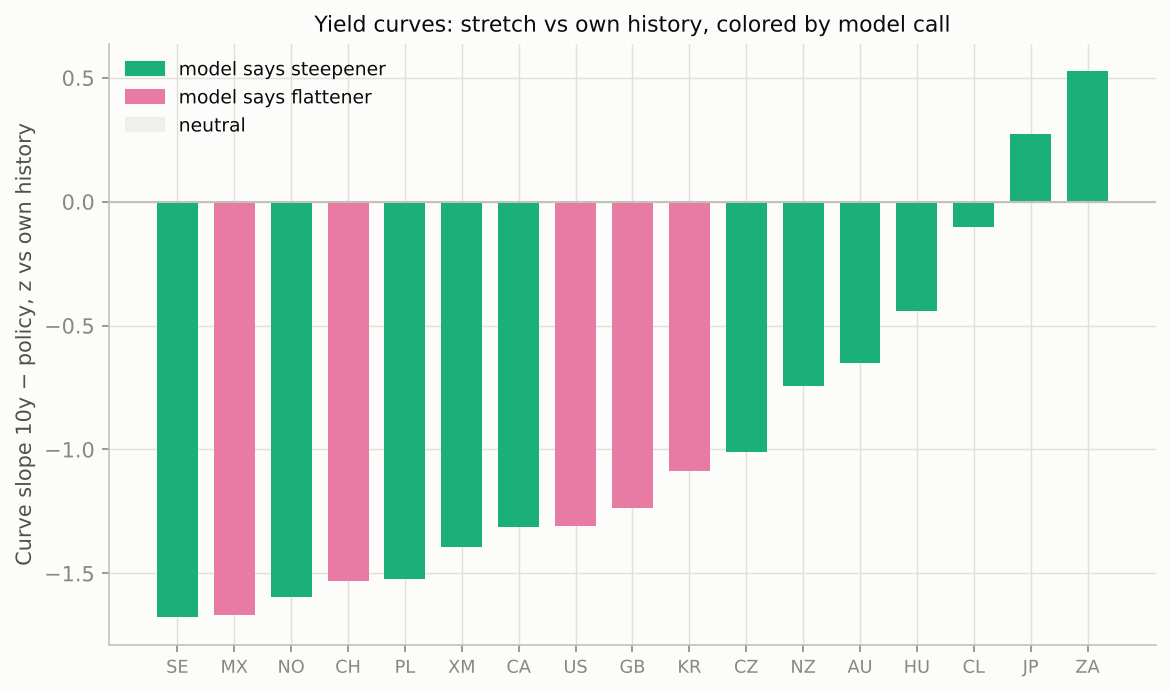 Yield curves: stretch vs own history, colored by model call
model says steepener
model says flattener
neutral
Curve slope 10y − policy, z vs own history
0.5
0.0
−0.5
−1.0
−1.5
SE MX NO CH PL XM CA US GB KR CZ NZ AU HU CL JP ZA